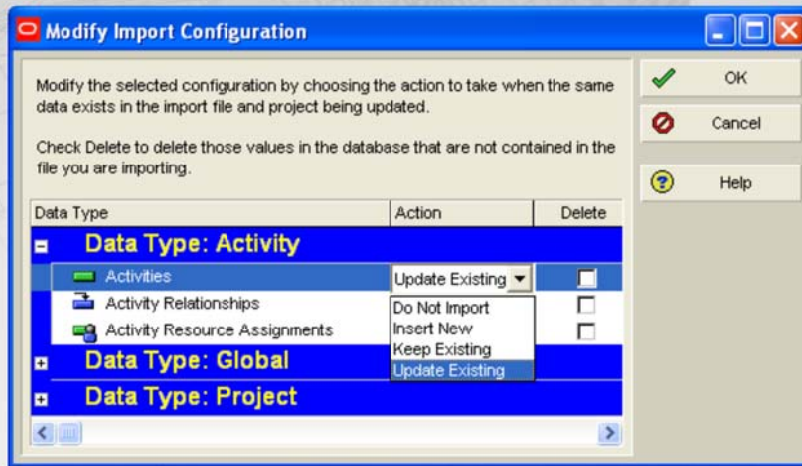 Modify Import Configuration
Modify the selected configuration by choosing the action to take when the same
data exists in the import file and project being updated.
Check Delete to delete those values in the database that are not contained in the
file you are importing.
OK
Cancel
Help
Data Type Action Delete
Data Type: Activity
Activities Update Existing
Activity Relationships Do Not Import
Activity Resource Assignments Insert New
Keep Existing
Data Type: Global Update Existing
Data Type: Project